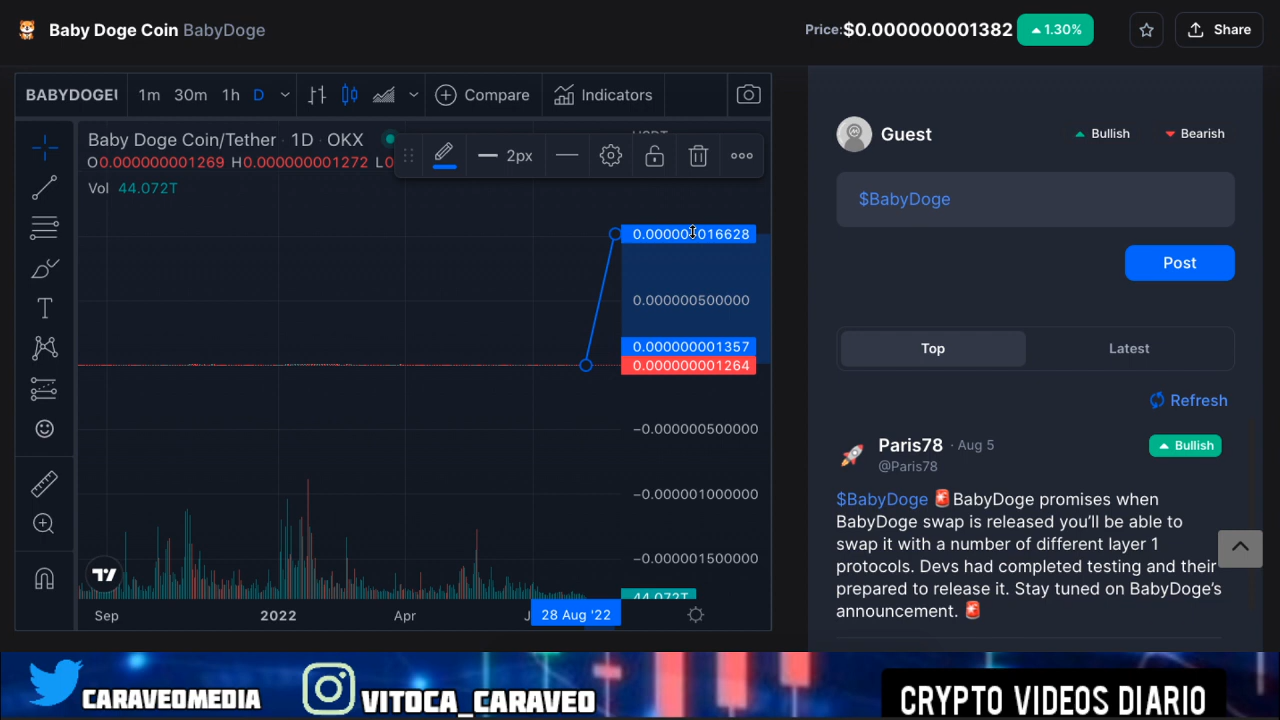 Baby Doge Coin BabyDoge
Price:$0.000000001382 1.30% Share
BABYDOGEU 1m 30m 1h D Compare Indicators
Baby Doge Coin/Tether · 1D · OKX
O0.000000001269 H0.000000001272 L0
2px
Vol 44.072T
0.000000500000
0.000000001357
0.000000001264
−0.000000500000
−0.000001000000
−0.000001500000
44.072T
Sep 2022 Apr 28 Aug '22
Guest Bullish Bearish
$BabyDoge
Post
Top Latest
Refresh
Paris78 · Aug 5 Bullish
@Paris78
$BabyDoge 🚨BabyDoge promises when
BabyDoge swap is released you'll be able to
swap it with a number of different layer 1
protocols. Devs had completed testing and their
prepared to release it. Stay tuned on BabyDoge's
announcement. 🚨
CARAVEOMEDIA VITOCA_CARAVEO CRYPTO VIDEOS DIARIO